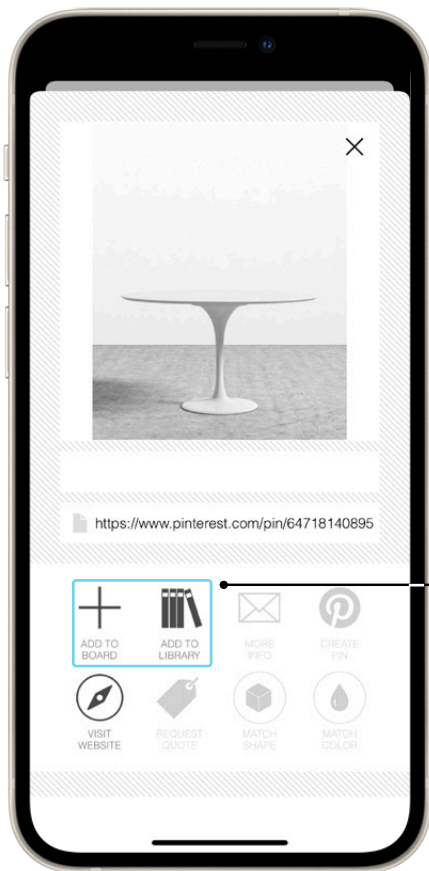 https://www.pinterest.com/pin/64718140895
ADD TO
BOARD
ADD TO
LIBRARY
MORE
INFO
CREATE
PIN
VISIT
WEBSITE
REQUEST
QUOTE
MATCH
SHAPE
MATCH
COLOR